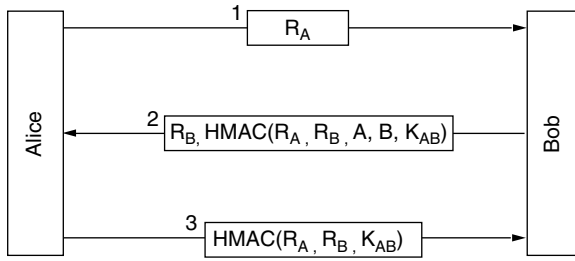 1
R_A
Alice
Bob
2
R_B, HMAC(R_A , R_B , A, B, K_AB)
3
HMAC(R_A , R_B , K_AB)